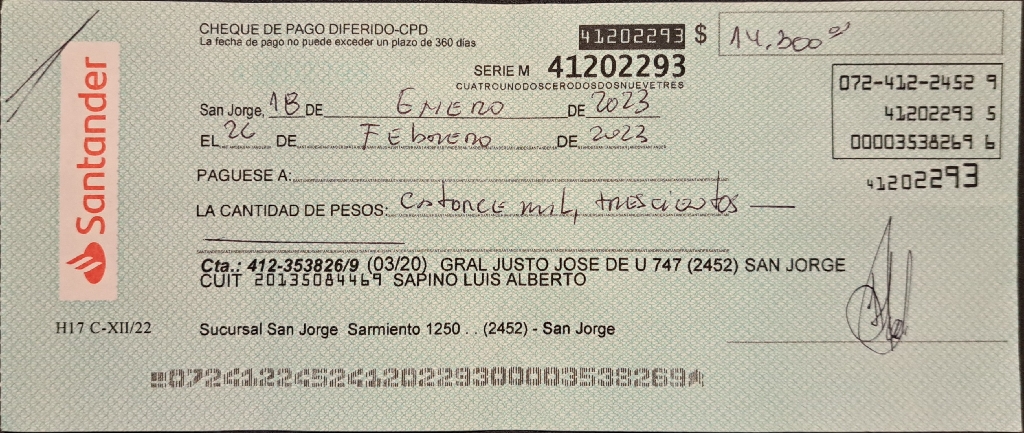 Santander
CHEQUE DE PAGO DIFERIDO-CPD
La fecha de pago no puede exceder un plazo de 360 días
41202293 $ 14.300 00
SERIE M 41202293
CUATROUNODOSCERODOSDOSNUEVETRES
072-412-2452 9
41202293 5
00003538269 6
41202293
San Jorge, 18 DE ENERO DE 2023
EL 26 DE FEBRERO DE 2023
PAGUESE A:
LA CANTIDAD DE PESOS: Catorce mil, trescientos
Cta.: 412-353826/9 (03/20) GRAL JUSTO JOSE DE U 747 (2452) SAN JORGE
CUIT 20135084469 SAPINO LUIS ALBERTO
H17 C-XII/22
Sucursal San Jorge Sarmiento 1250 . . (2452) - San Jorge
07241224524120229300003538269